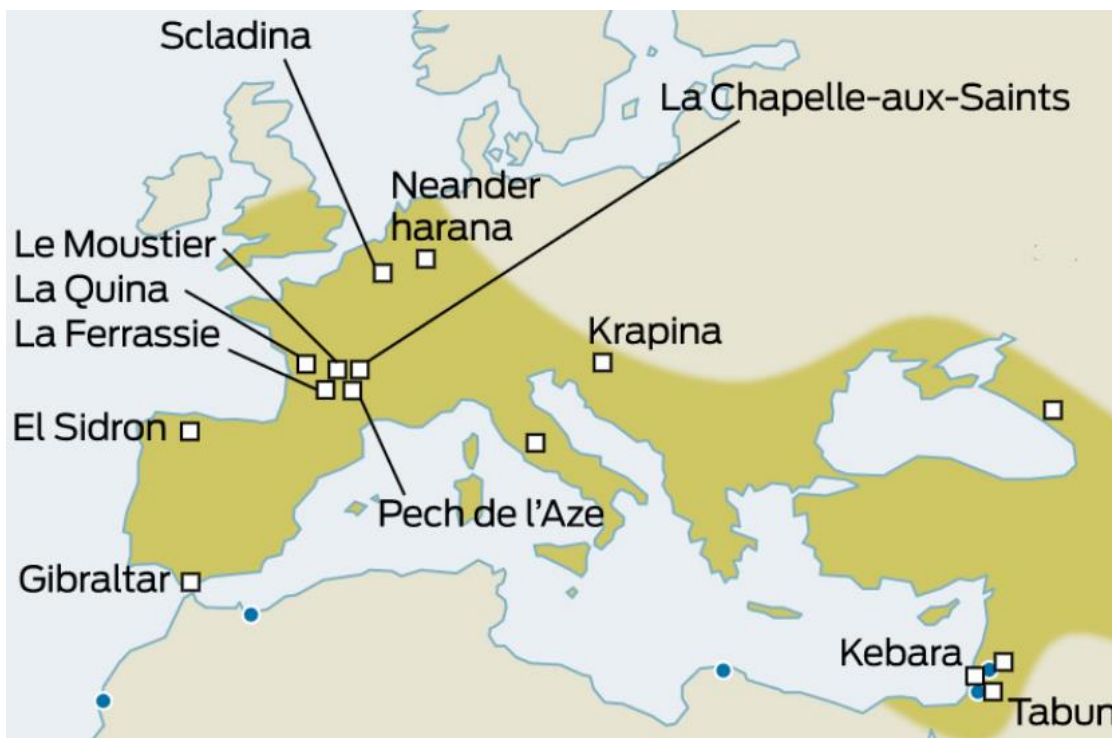 Scladina
La Chapelle-aux-Saints
Neander
harana
Le Moustier
La Quina
La Ferrassie
Krapina
El Sidron
Pech de l'Aze
Gibraltar
Kebara
Tabun